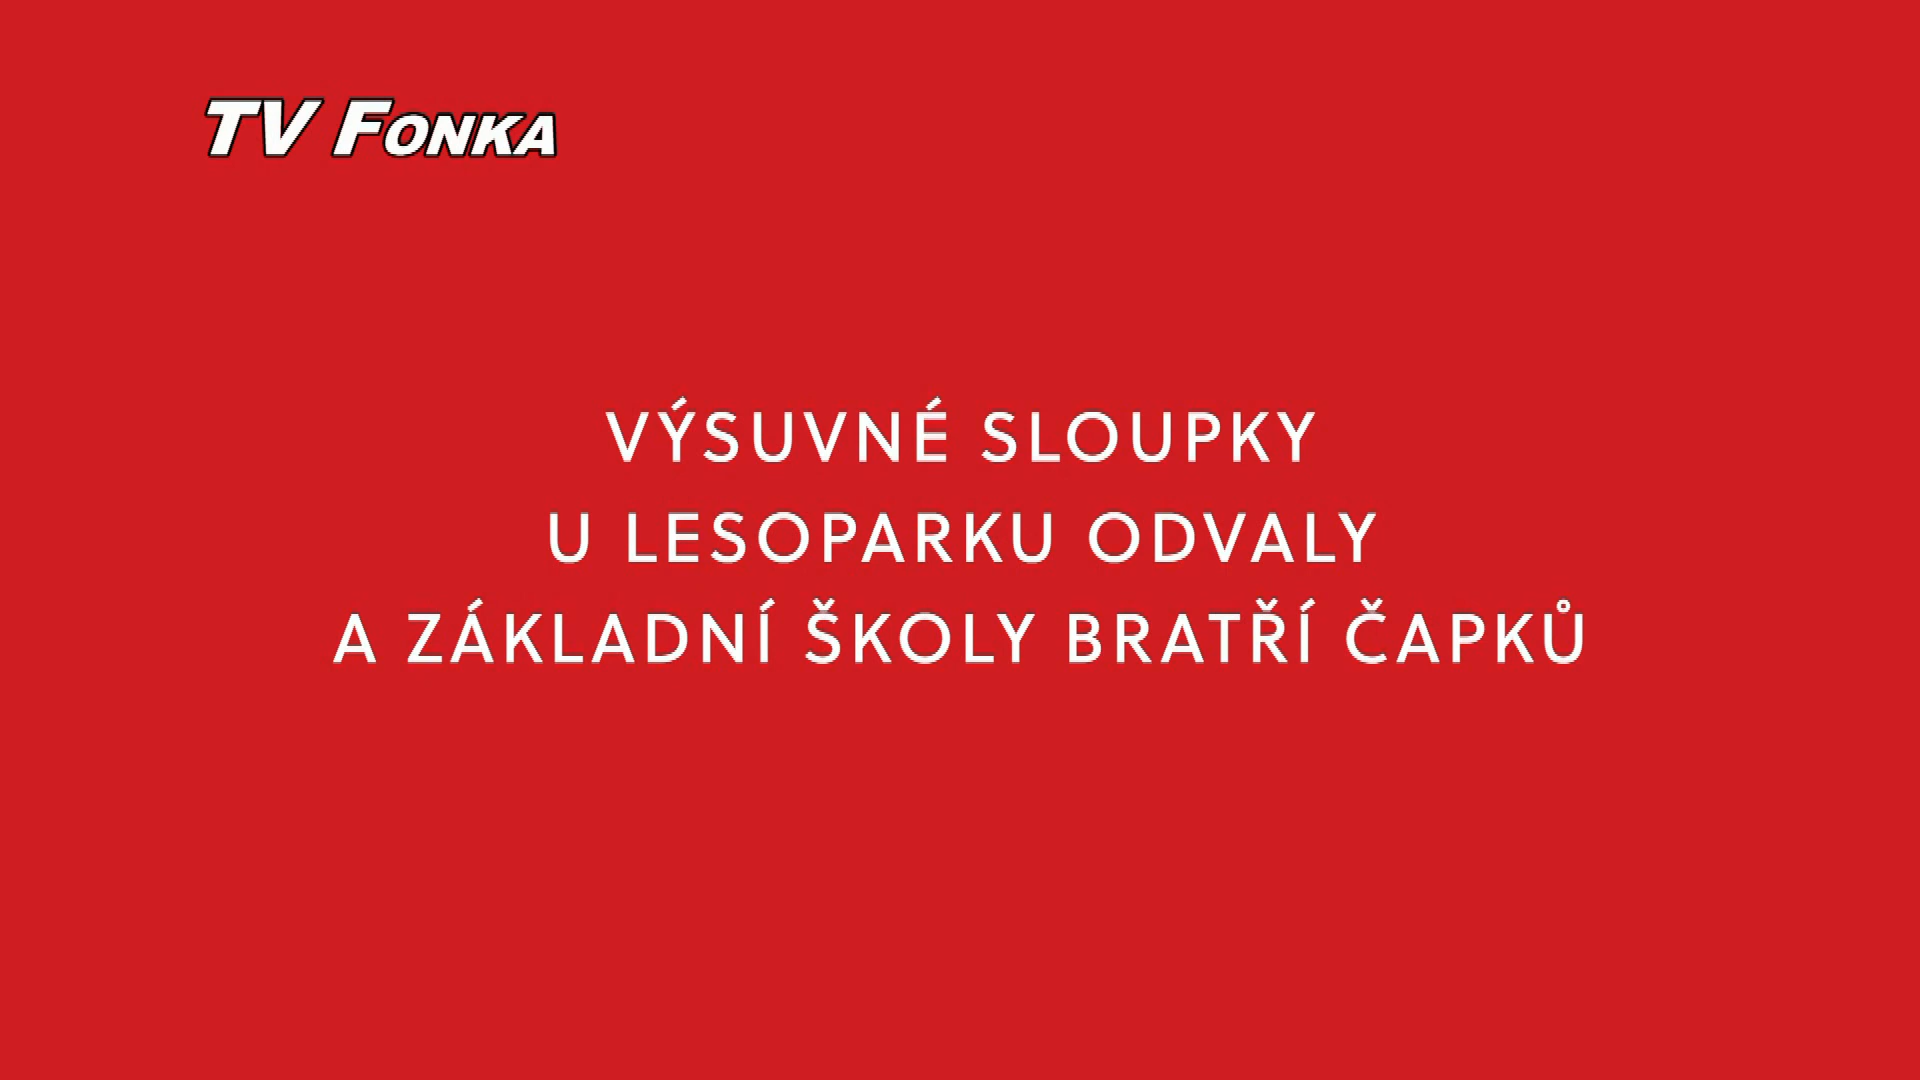 TV FONKA
VÝSUVNÉ SLOUPKY
U LESOPARKU ODVALY
A ZÁKLADNÍ ŠKOLY BRATŘÍ ČAPKŮ